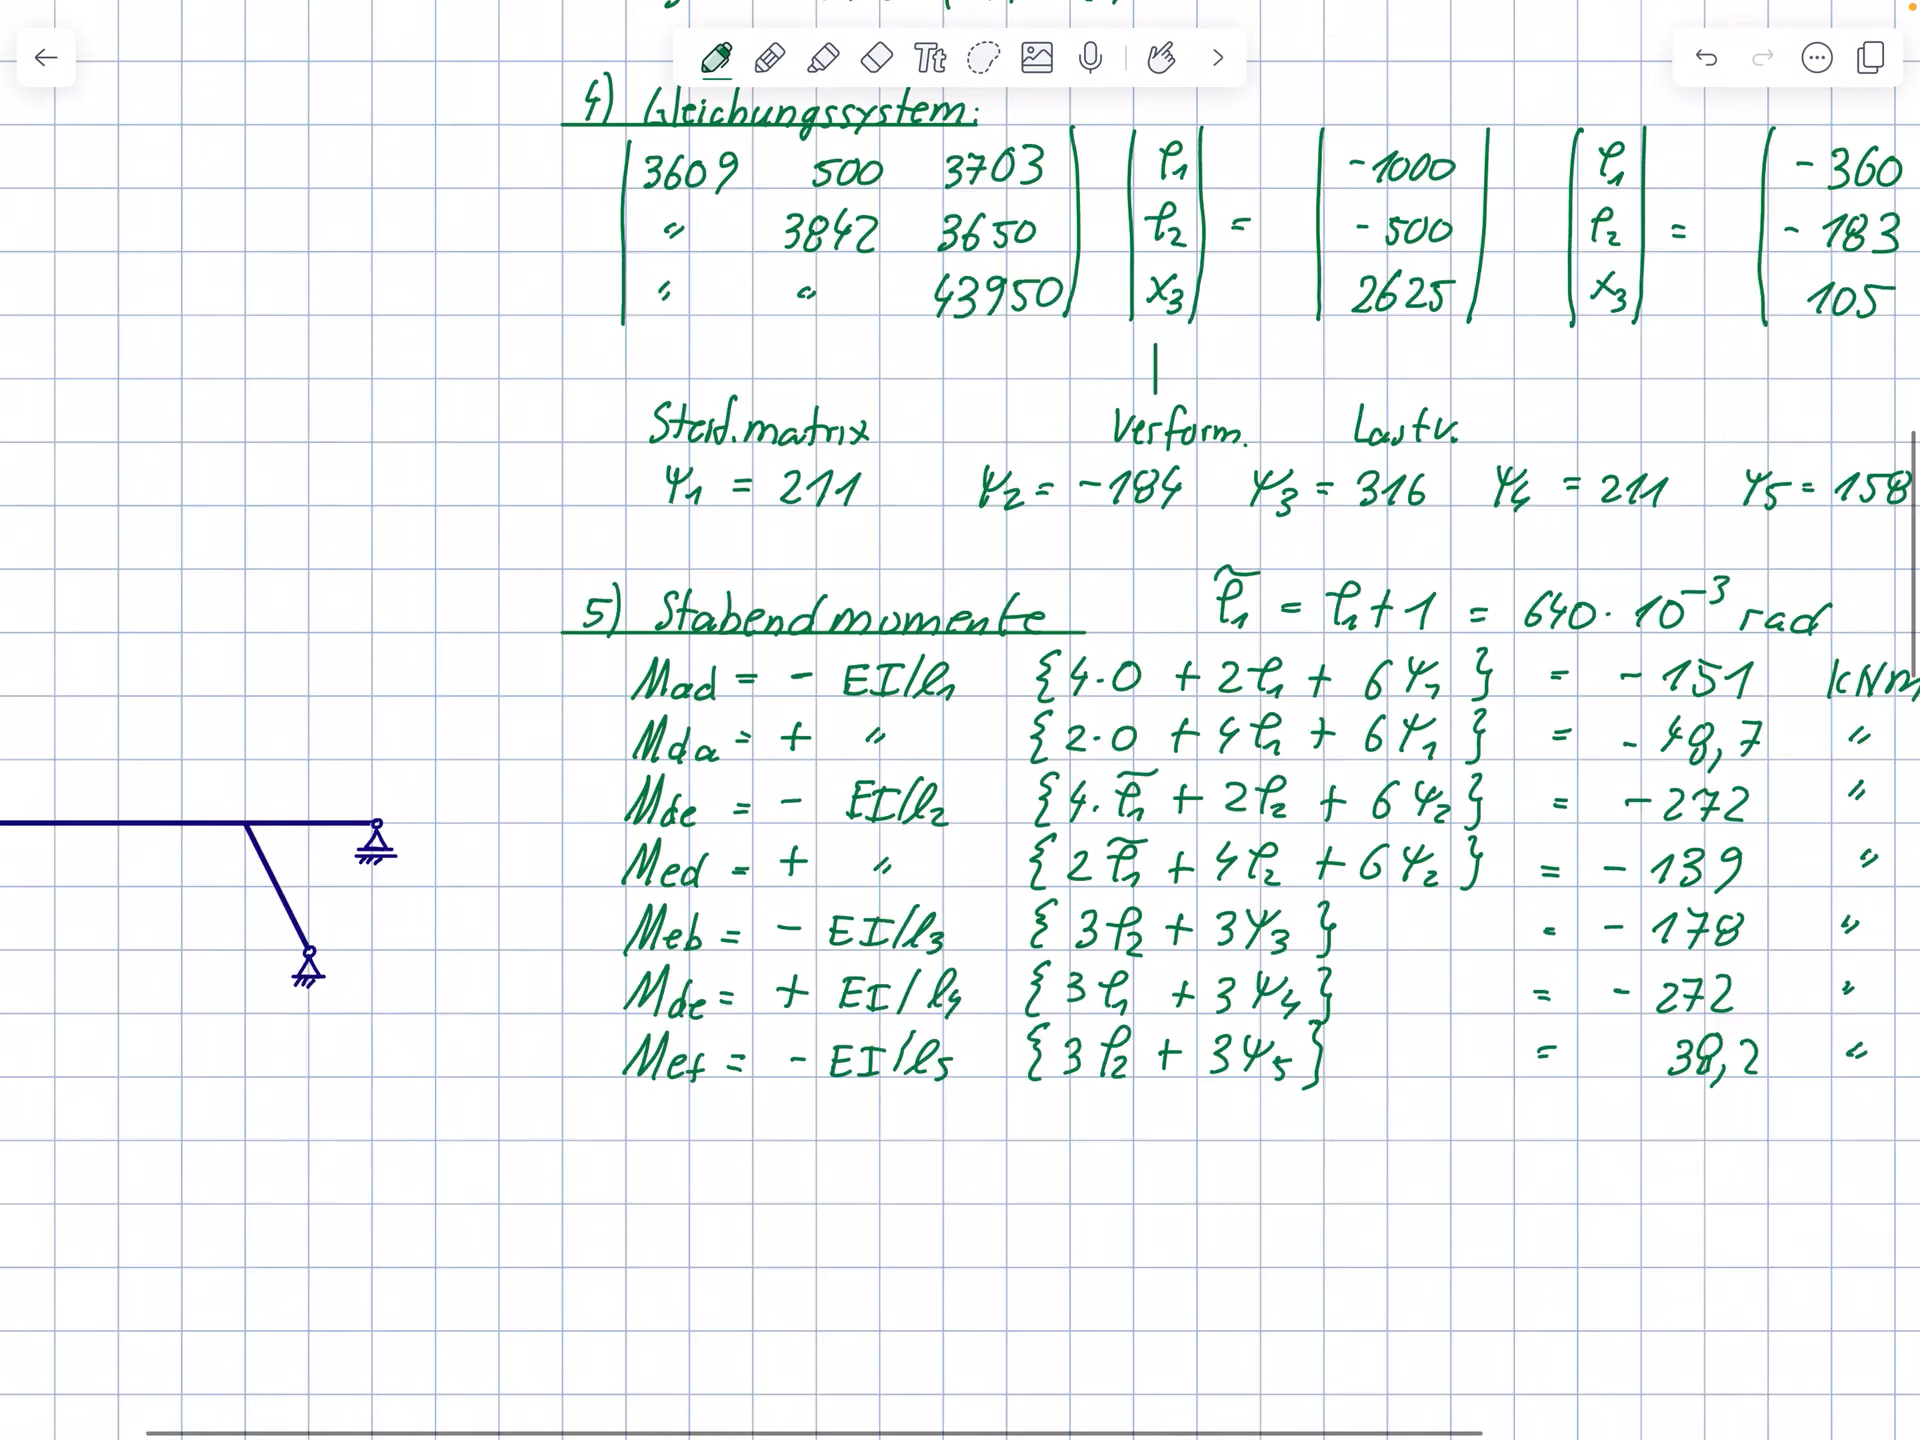 Tt
4) Gleichungssystem:
| 3609 500 3703 | | φ₁ | | -1000 | | φ₁ | | -360
| " 3842 3650 | | φ₂ | = | -500 | | φ₂ | = | -183
| " " 43950 | | x₃ | | 2625 | | x₃ | | 105
Steif.matrix Verform. Lastv.
ψ₁ = 211 ψ₂ = -184 ψ₃ = 316 ψ₄ = 211 ψ₅ = 158
5) Stabendmomente φ̃₁ = φ₁ + 1 = 640·10⁻³ rad
Mad = - EI/l₁ {4·0 + 2φ₁ + 6ψ₁} = -151 kNm
Mda = + " {2·0 + 4φ₁ + 6ψ₁} = -48,7 "
Mde = - EI/l₂ {4·φ̃₁ + 2φ₂ + 6ψ₂} = -272 "
Med = + " {2φ̃₁ + 4φ₂ + 6ψ₂} = -139 "
Meb = - EI/l₃ {3φ₂ + 3ψ₃} = -178 "
Mde = + EI/l₄ {3φ₁ + 3ψ₄} = -272 "
Mef = - EI/l₅ {3φ₂ + 3ψ₅} = 38,2 "